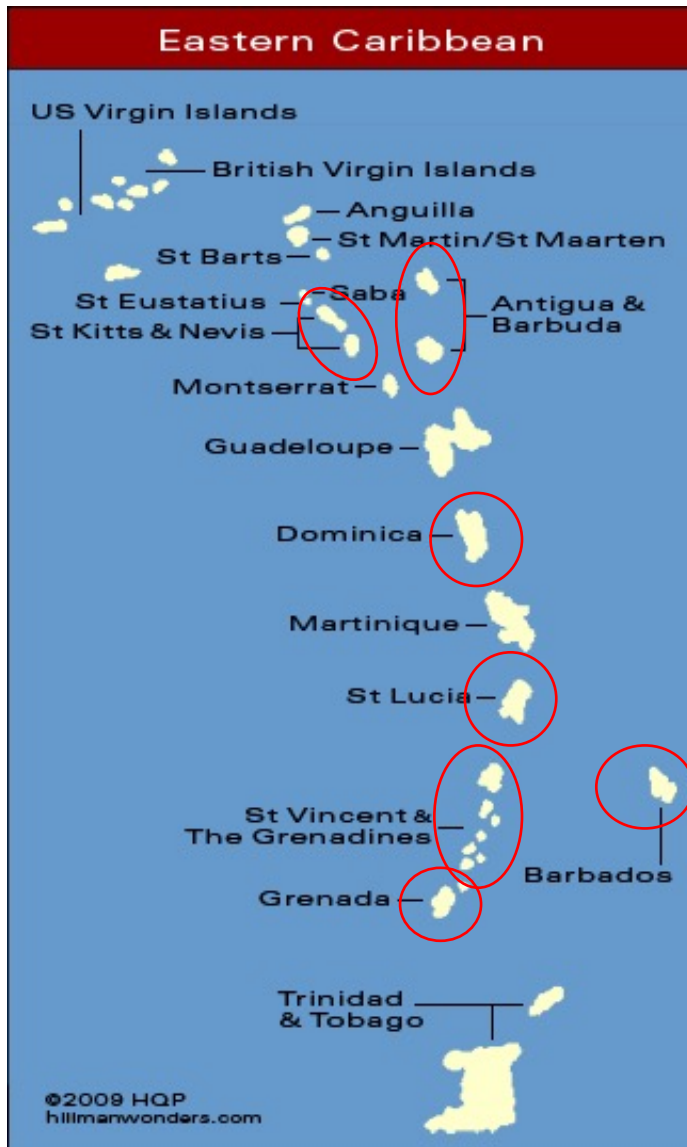 Eastern Caribbean
US Virgin Islands
British Virgin Islands
Anguilla
St Martin/St Maarten
St Barts
Saba
St Eustatius
Antigua &
Barbuda
St Kitts & Nevis
Montserrat
Guadeloupe
Dominica
Martinique
St Lucia
St Vincent &
The Grenadines
Barbados
Grenada
Trinidad
& Tobago
©2009 HQP
hillmanwonders.com